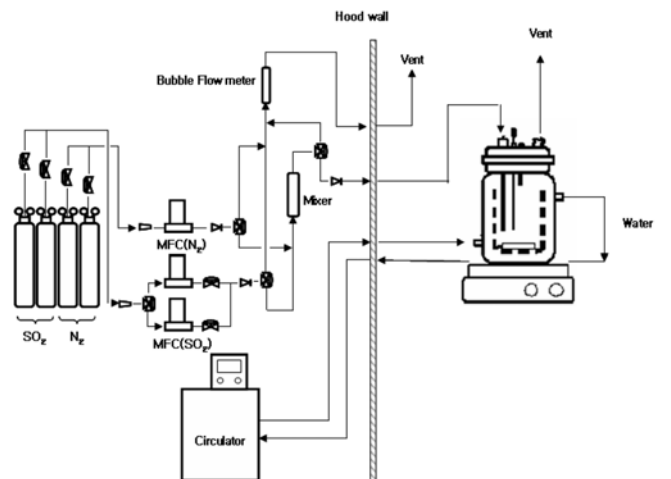 Hood wall
Vent
Vent
Bubble Flow meter
Mixer
MFC(N₂)
Water
SO₂
N₂
MFC(SO₂)
Circulator